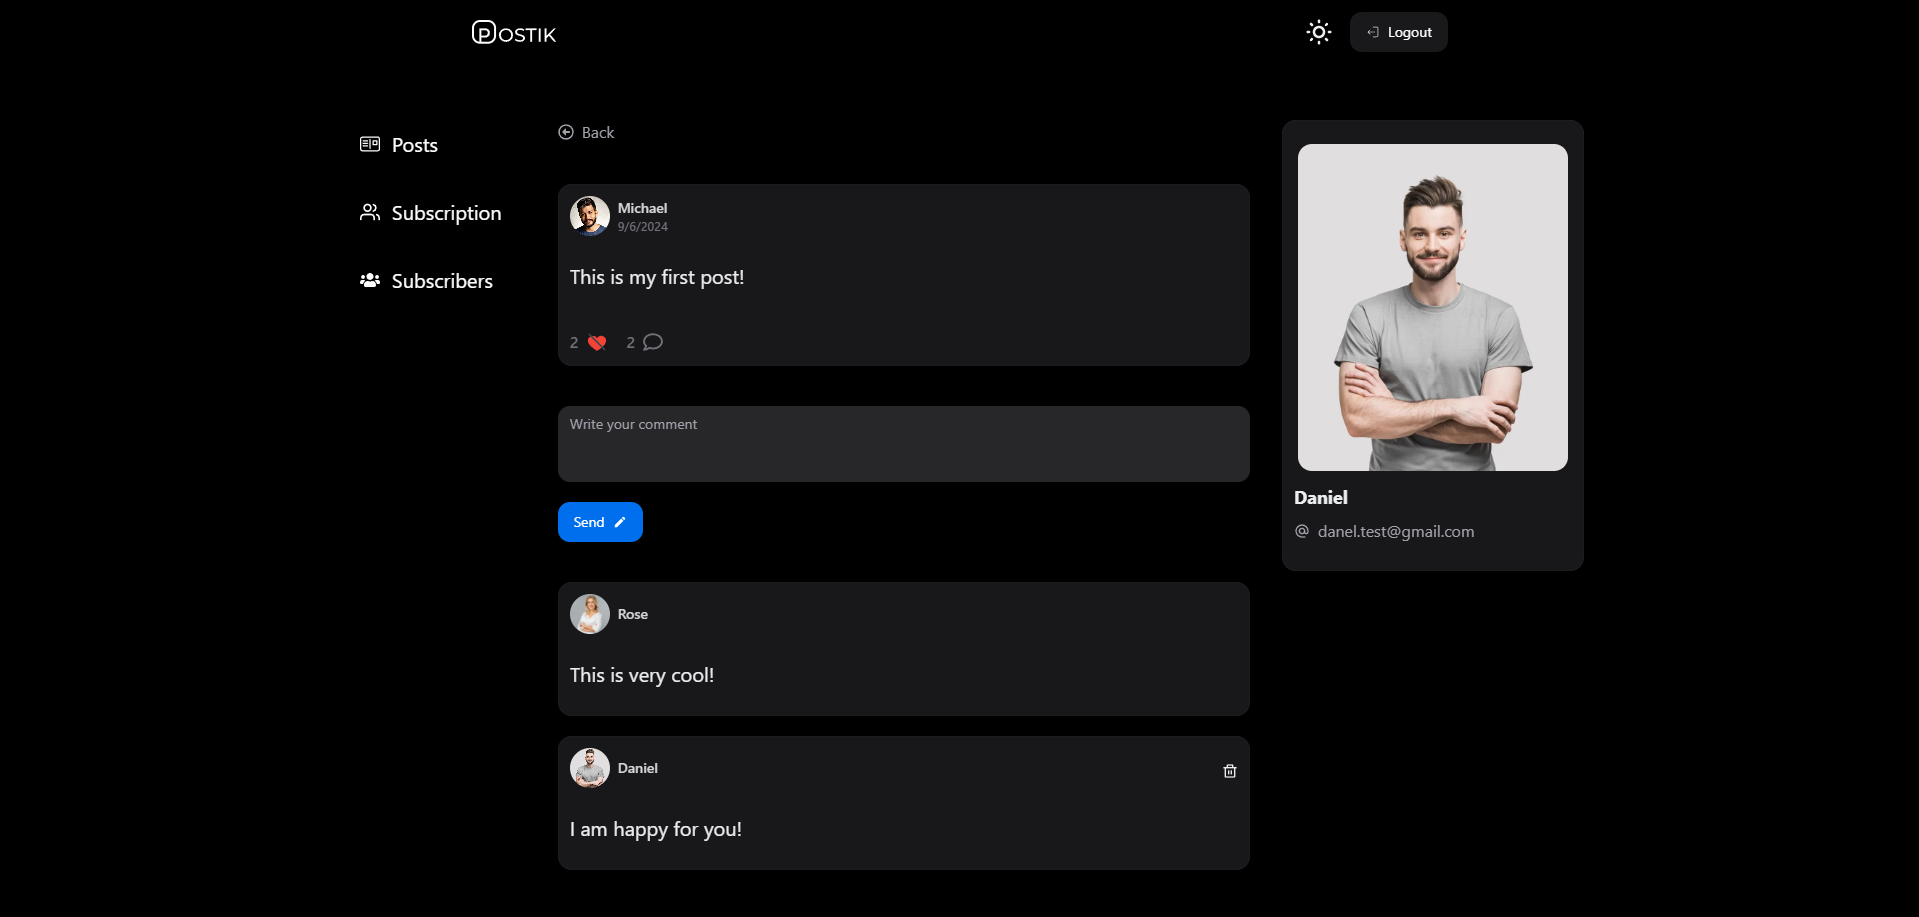 POSTIK
Logout
Posts
Subscription
Subscribers
Back
Michael
9/6/2024
This is my first post!
2 2
Write your comment
Send
Rose
This is very cool!
Daniel
I am happy for you!
Daniel
danel.test@gmail.com